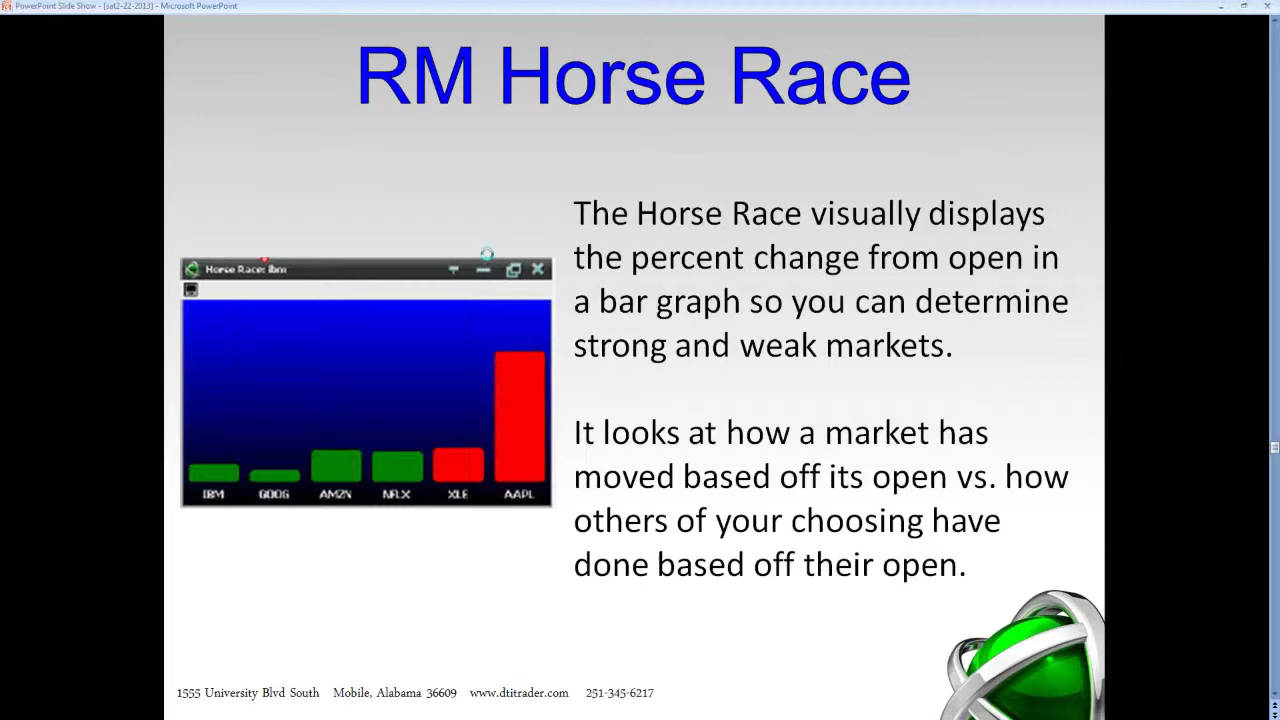 PowerPoint Slide Show - [sat2-22-2013] - Microsoft PowerPoint
RM Horse Race
The Horse Race visually displays
the percent change from open in
a bar graph so you can determine
strong and weak markets.
It looks at how a market has
moved based off its open vs. how
others of your choosing have
done based off their open.
Horse Race: ibm
IBM GOOG AMZN NFLX XLE AAPL
1555 University Blvd South Mobile, Alabama 36609 www.dtitrader.com 251-345-6217